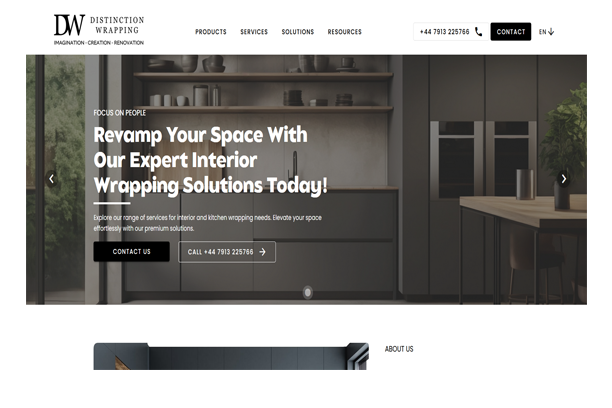 DW DISTINCTION
WRAPPING
IMAGINATION - CREATION - RENOVATION
PRODUCTS SERVICES SOLUTIONS RESOURCES
+44 7913 225766 CONTACT EN
FOCUS ON PEOPLE
Revamp Your Space With
Our Expert Interior
Wrapping Solutions Today!
Explore our range of services for interior and kitchen wrapping needs. Elevate your space
effortlessly with our premium solutions.
CONTACT US CALL +44 7913 225766
ABOUT US